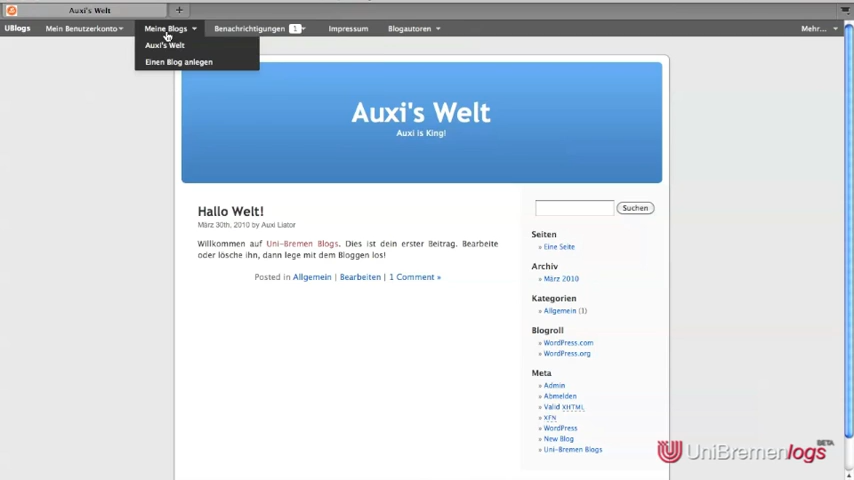 Auxi's Welt
UBlogs Mein Benutzerkonto Meine Blogs Benachrichtigungen 1 Impressum Blogautoren Mehr...
Auxi's Welt
Einen Blog anlegen
Auxi's Welt
Auxi is King!
Hallo Welt!
März 30th, 2010 by Auxi Liator
Willkommen auf Uni-Bremen Blogs. Dies ist dein erster Beitrag. Bearbeite
oder lösche ihn, dann lege mit dem Bloggen los!
Posted in Allgemein | Bearbeiten | 1 Comment »
Suchen
Seiten
» Eine Seite
Archiv
» März 2010
Kategorien
» Allgemein (1)
Blogroll
» WordPress.com
» WordPress.org
Meta
» Admin
» Abmelden
» Valid XHTML
» XFN
» WordPress
» New Blog
» Uni-Bremen Blogs
UniBremenlogs BETA